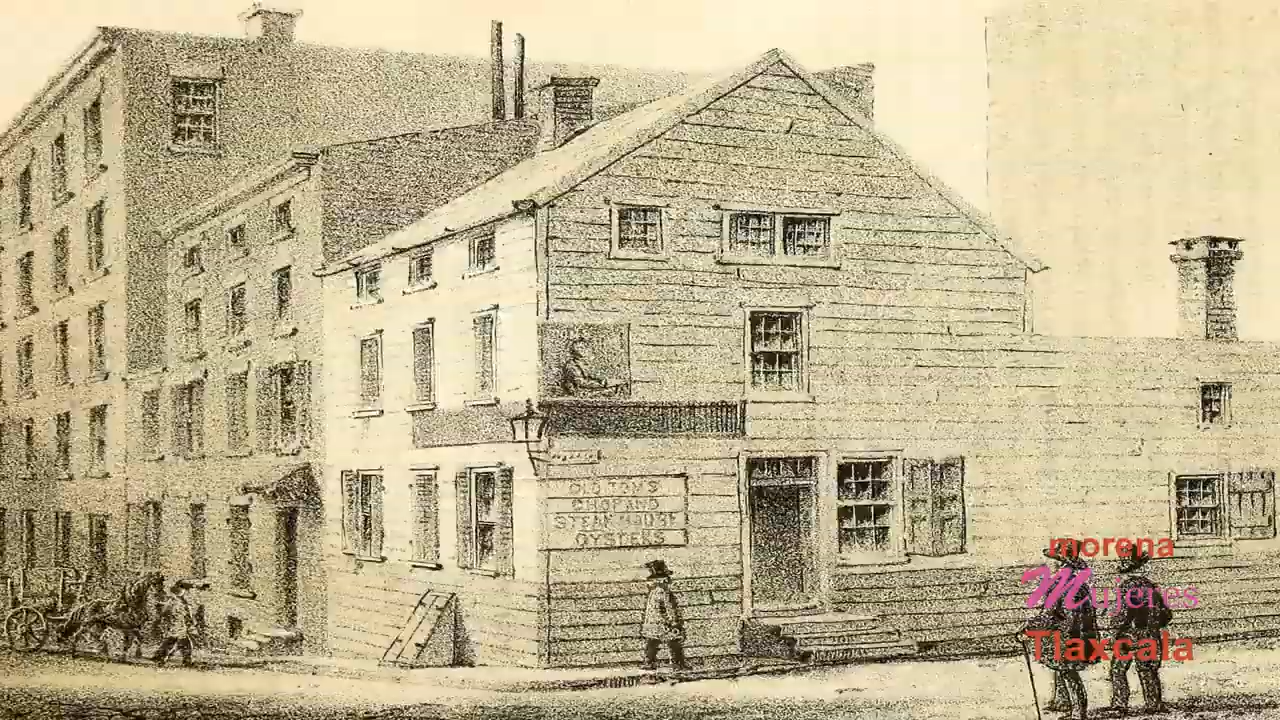 OLD TOM'S
CHOP AND
STEAK HOUSE
OYSTERS
morena
Mujeres
Tlaxcala